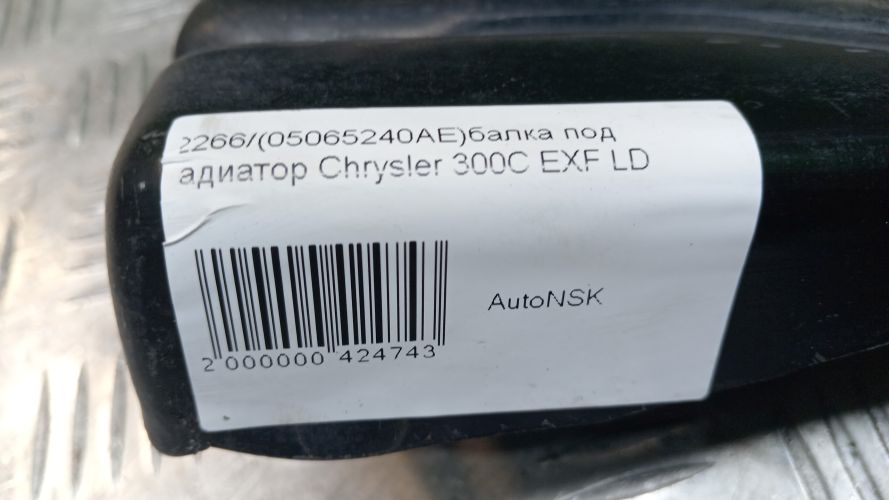 2266/(05065240AE)балка под
адиатор Chrysler 300C EXF LD
AutoNSK
2 000000 424743